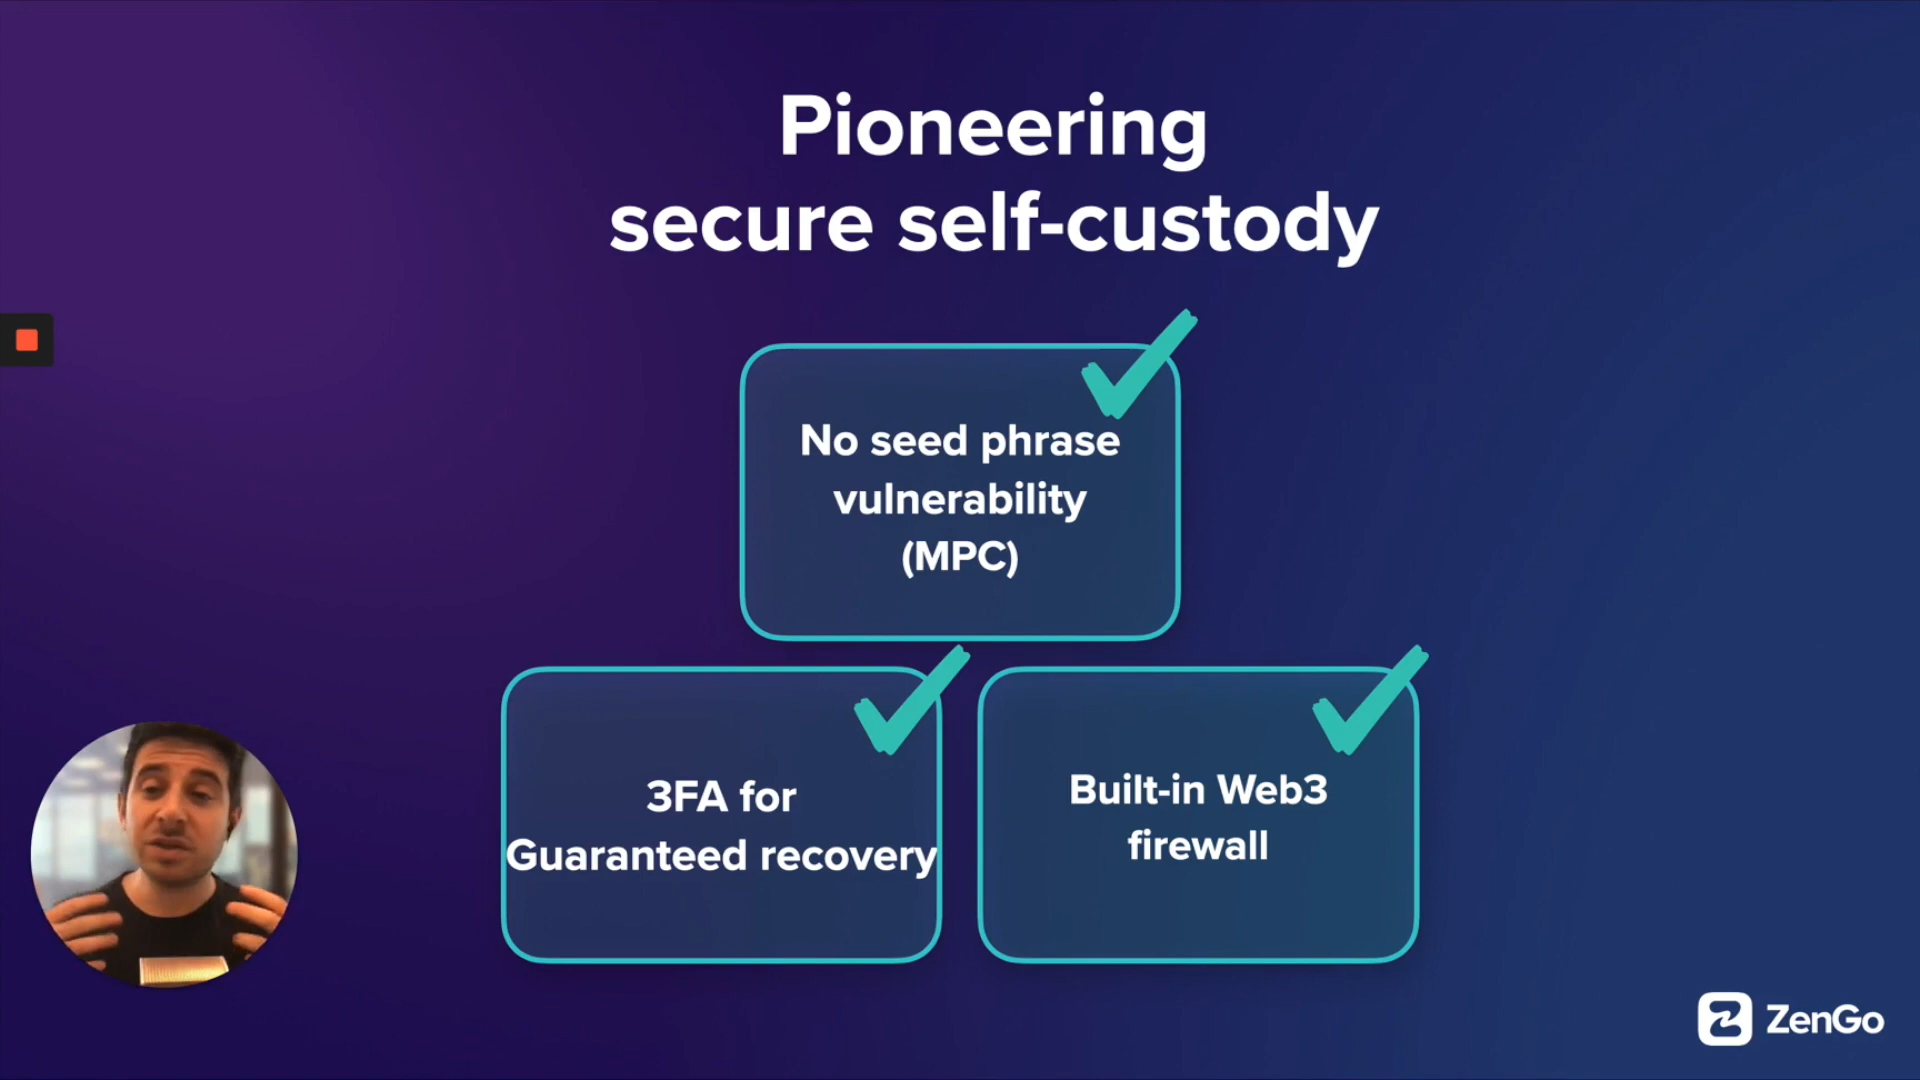 Pioneering
secure self-custody
No seed phrase
vulnerability
(MPC)
3FA for
Guaranteed recovery
Built-in Web3
firewall
ZenGo